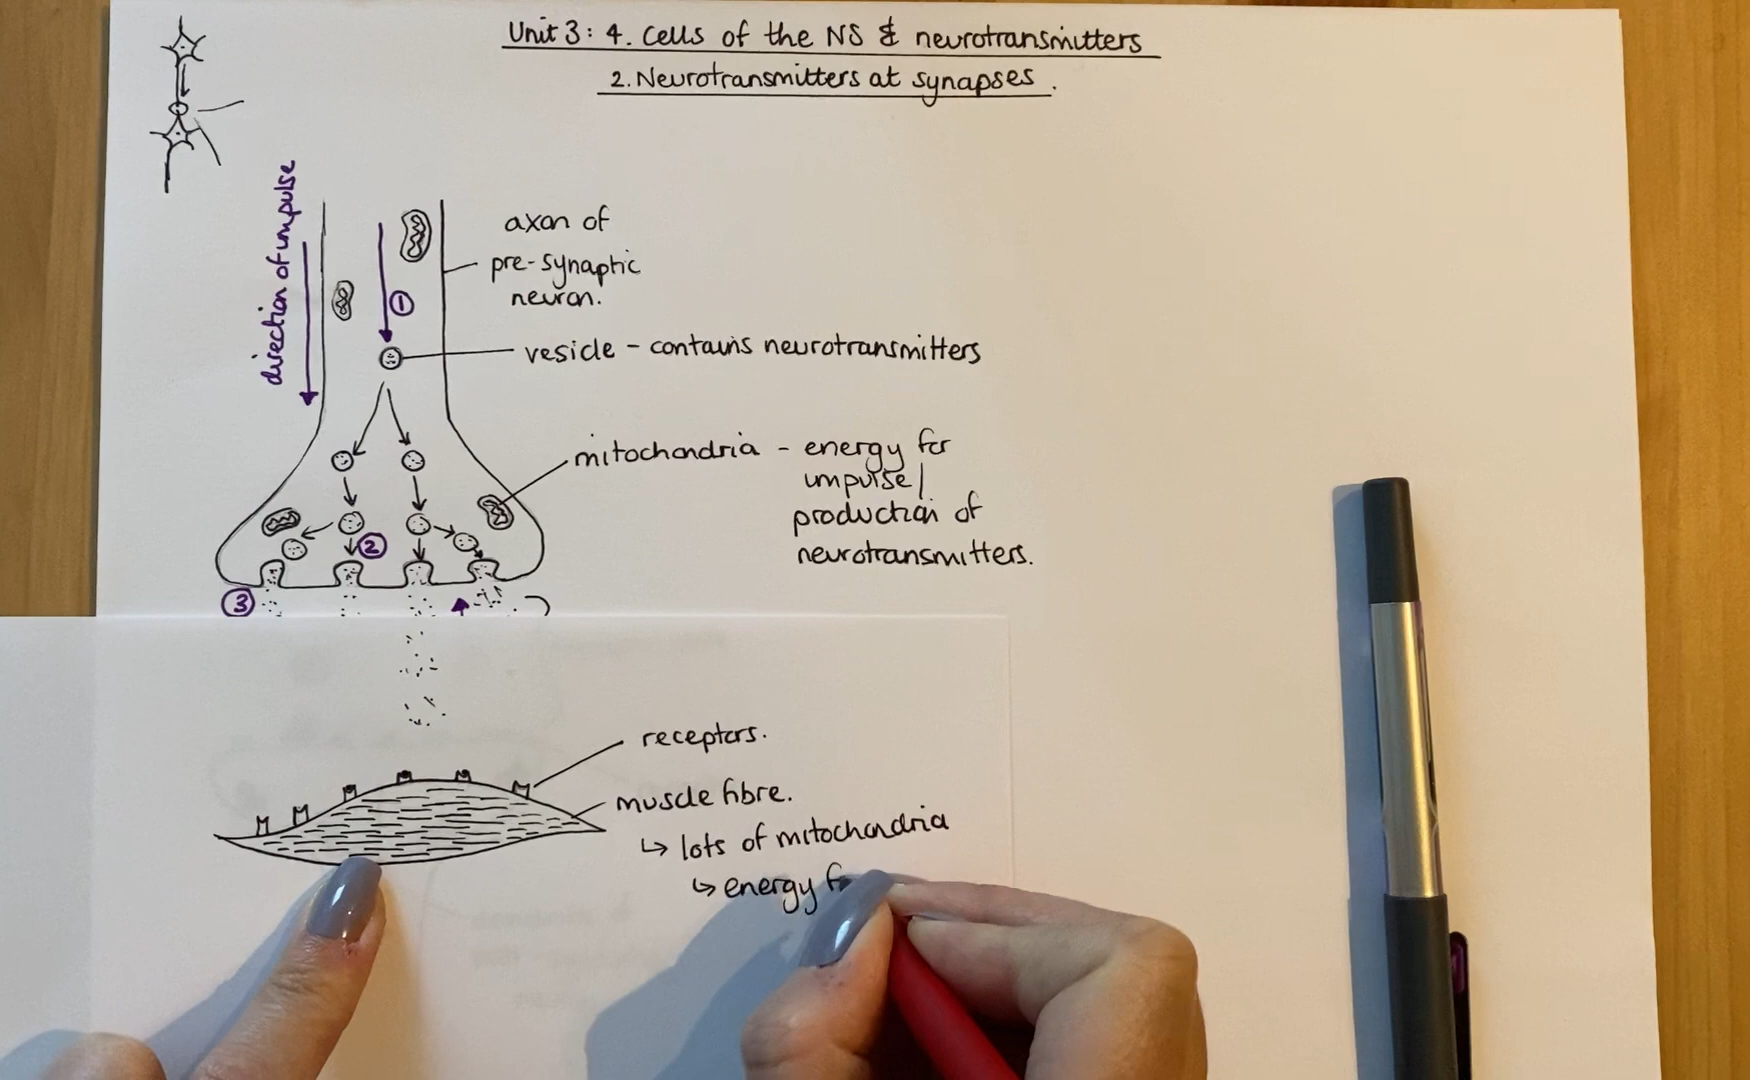 Unit 3: 4. Cells of the NS & neurotransmitters
2. Neurotransmitters at synapses.
direction of impulse
axon of
pre-synaptic
neuron.
1
vesicle - contains neurotransmitters
mitochondria - energy for
impulse/
production of
neurotransmitters.
2
3
receptors.
muscle fibre.
↳ lots of mitochondria
↳ energy f